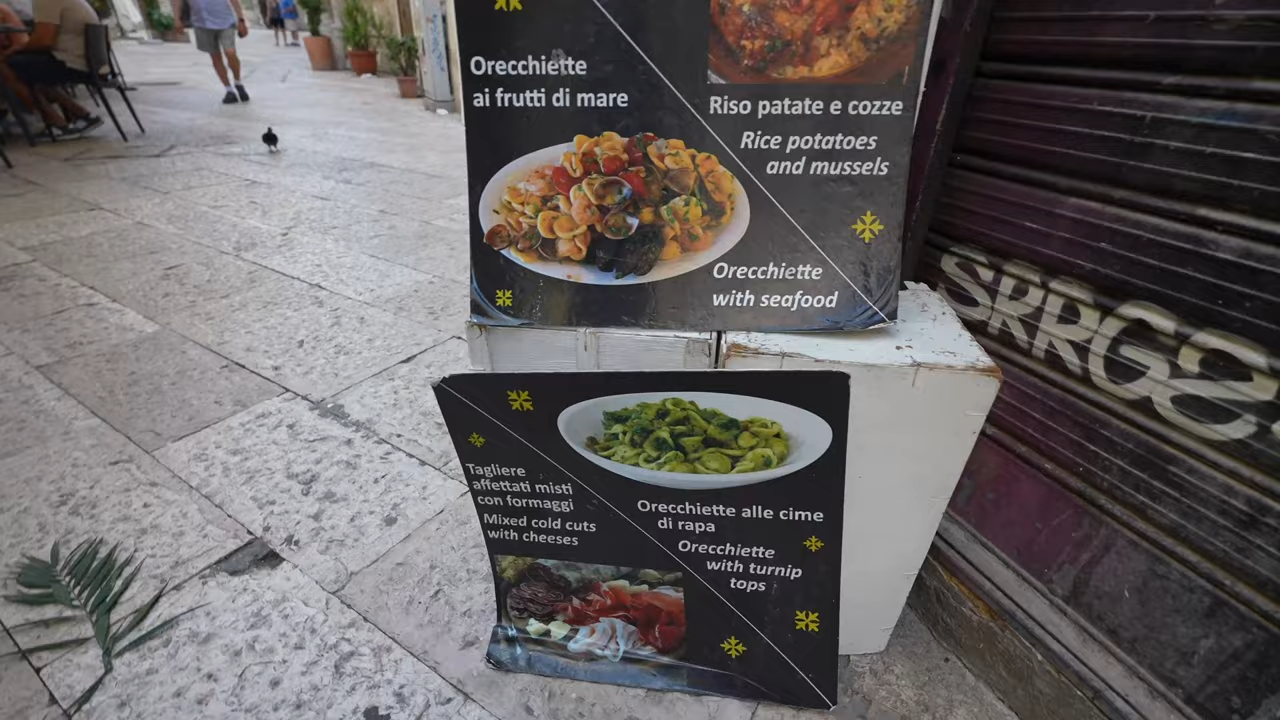 Orecchiette
ai frutti di mare
Riso patate e cozze
Rice potatoes
and mussels
Orecchiette
with seafood
Tagliere
affettati misti
con formaggi
Mixed cold cuts
with cheeses
Orecchiette alle cime
di rapa
Orecchiette
with turnip
tops
SRRGE